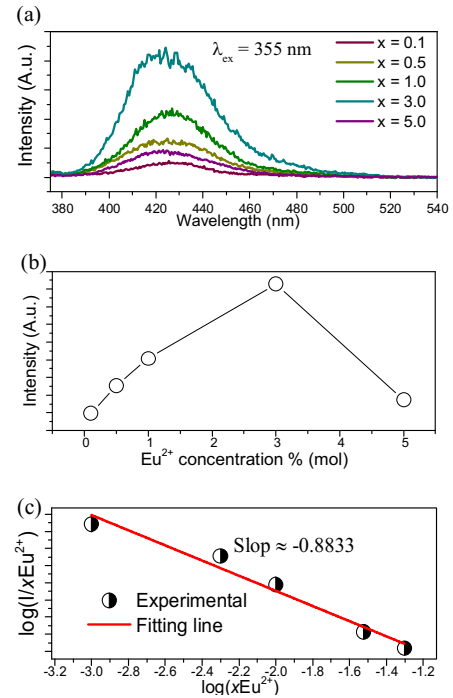 (a)
λex = 355 nm
x = 0.1
x = 0.5
x = 1.0
x = 3.0
x = 5.0
Intensity (A.u.)
380 400 420 440 460 480 500 520 540
Wavelength (nm)
(b)
Intensity (A.u.)
0 1 2 3 4 5
Eu²⁺ concentration % (mol)
(c)
Slop ≈ -0.8833
log(I/xEu²⁺)
Experimental
Fitting line
-3.2 -3.0 -2.8 -2.6 -2.4 -2.2 -2.0 -1.8 -1.6 -1.4 -1.2
log(xEu²⁺)